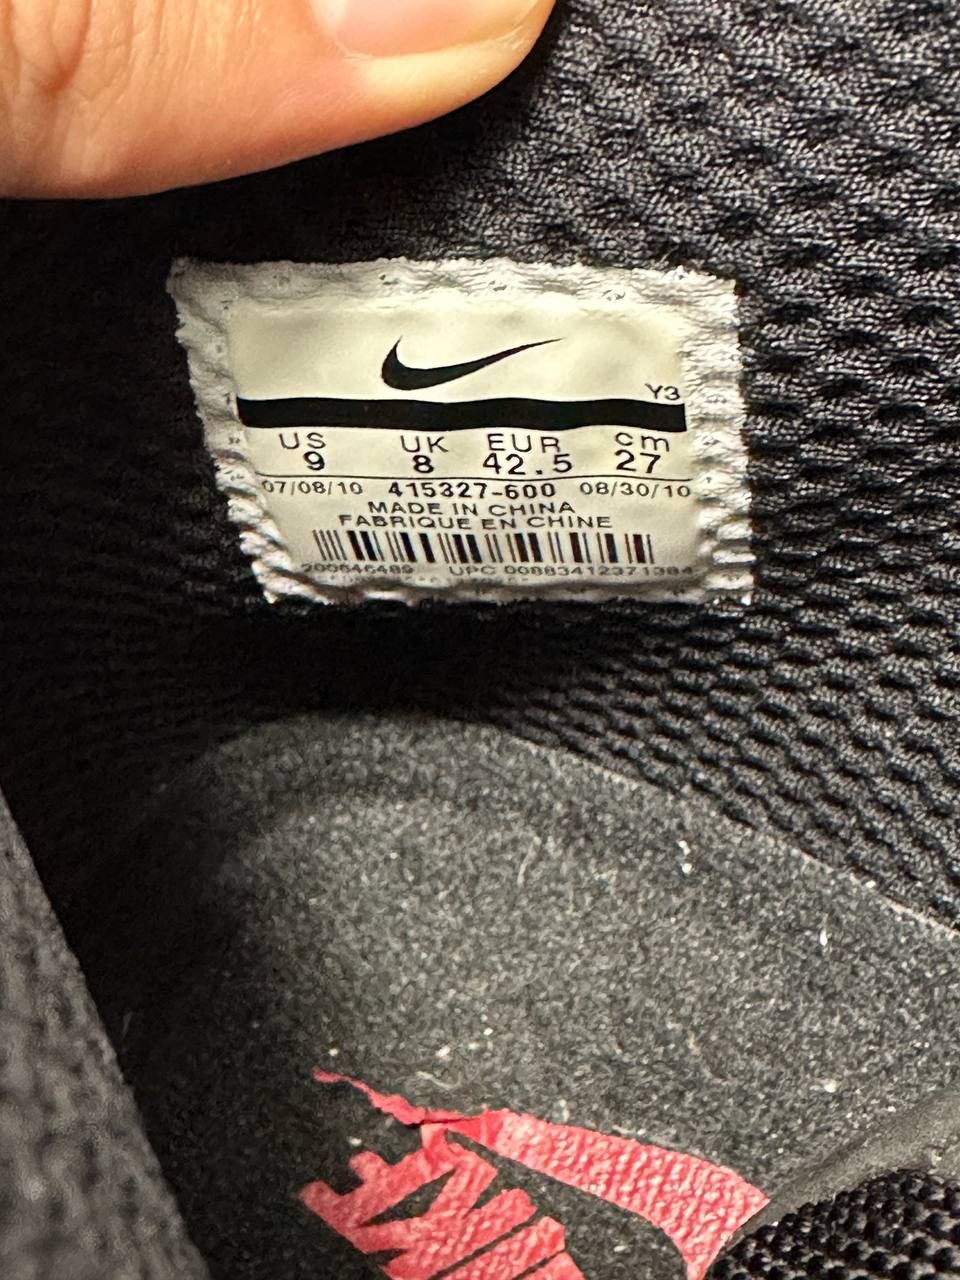 Y3
US UK EUR cm
9 8 42.5 27
07/08/10 415327-600 08/30/10
MADE IN CHINA
FABRIQUE EN CHINE
200646489 UPC 00883412371384